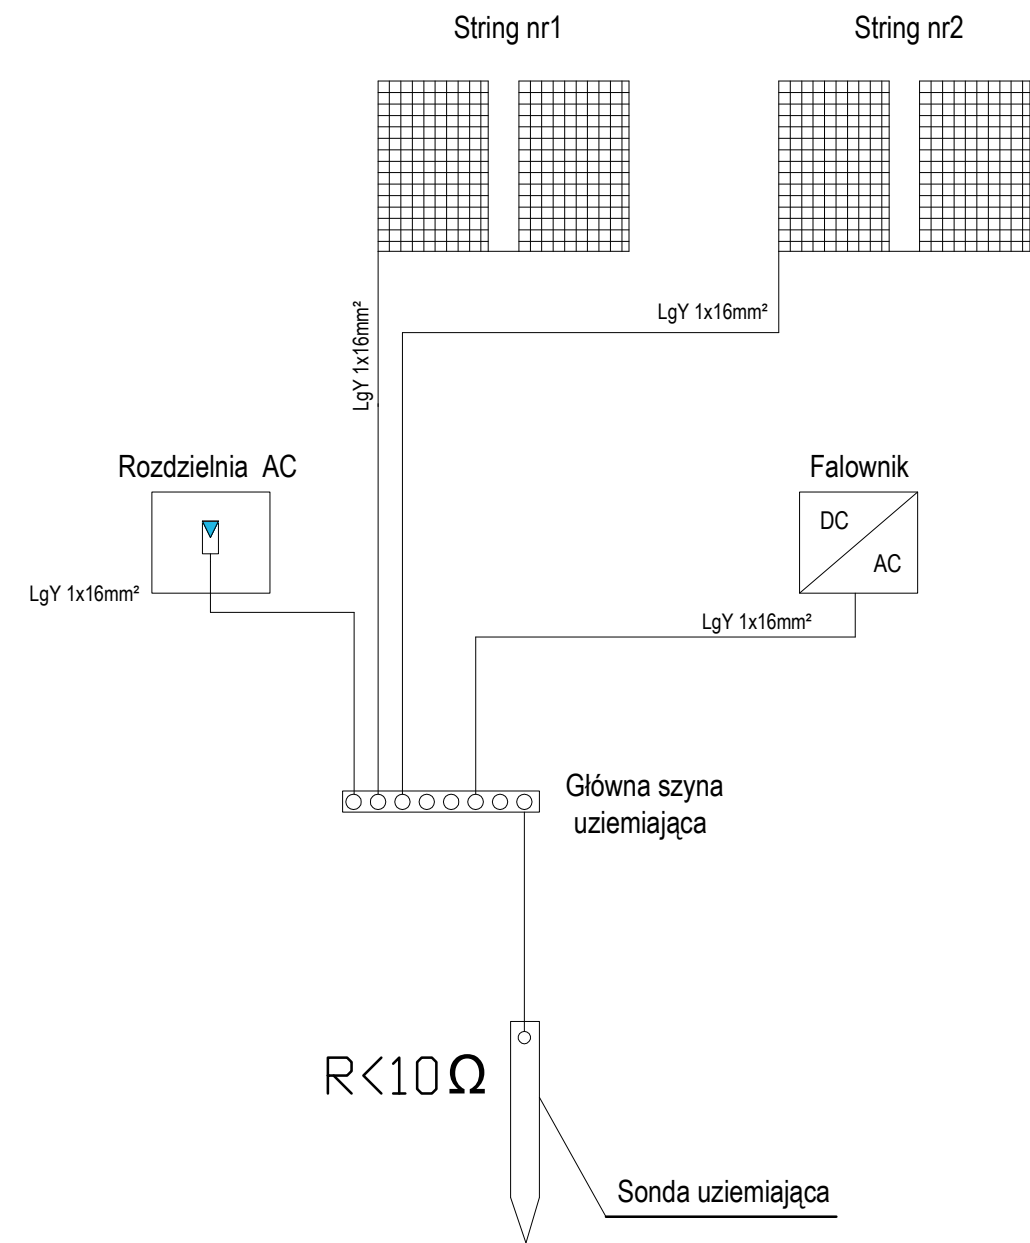 String nr1
String nr2
LgY 1x16mm²
LgY 1x16mm²
Rozdzielnia AC
Falownik
DC
AC
LgY 1x16mm²
LgY 1x16mm²
Główna szyna
uziemiająca
R<10Ω
Sonda uziemiająca